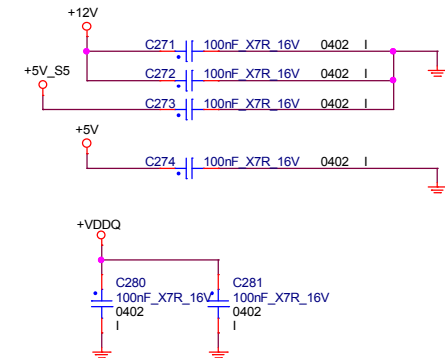 +12V
C271 100nF_X7R_16V 0402 I
C272 100nF_X7R_16V 0402 I
+5V_S5
C273 100nF_X7R_16V 0402 I
+5V
C274 100nF_X7R_16V 0402 I
+VDDQ
C280
100nF_X7R_16V
0402
I
C281
100nF_X7R_16V
0402
I